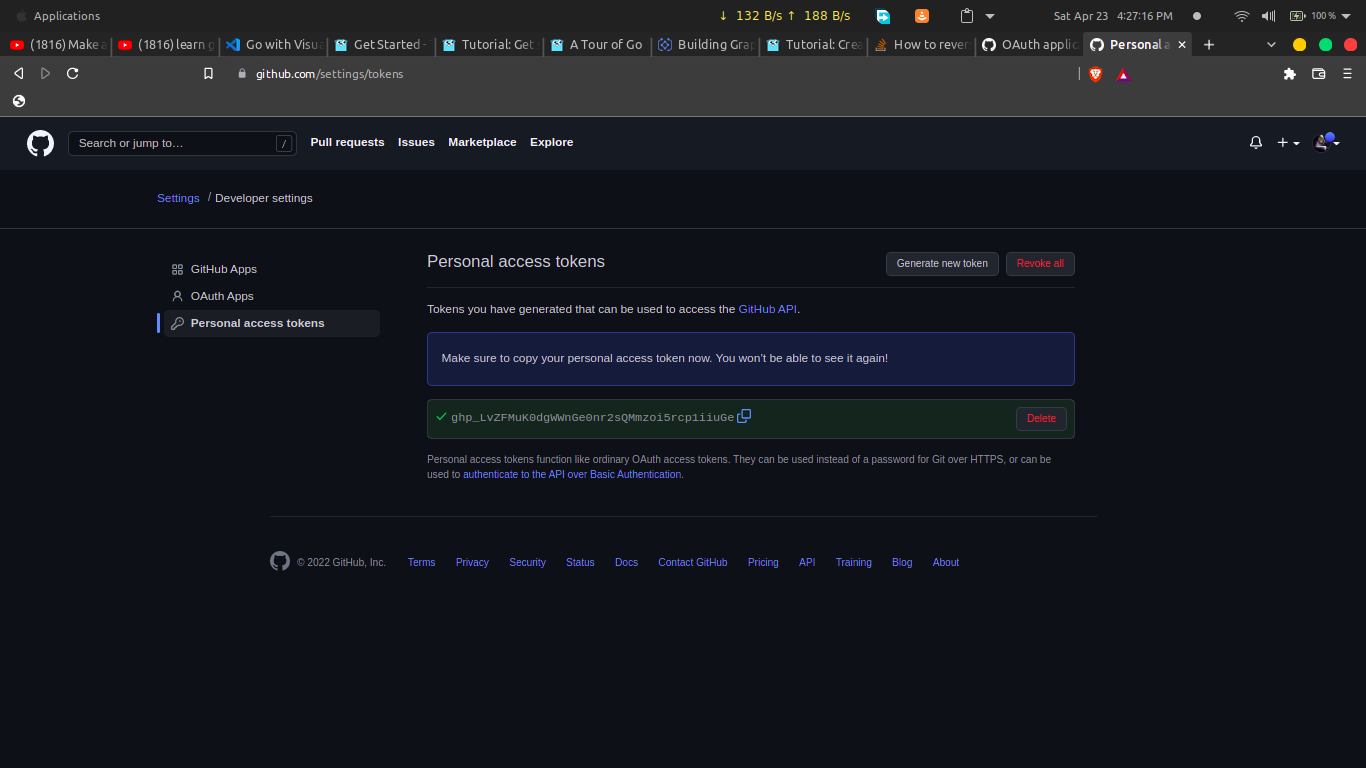 Applications
↓ 132 B/s ↑ 188 B/s
Sat Apr 23 4:27:16 PM
100 %
(1816) Make a
(1816) learn g
Go with Visu
Get Started -
Tutorial: Get
A Tour of Go
Building Gra
Tutorial: Crea
How to rever
OAuth applic
Personal a
github.com/settings/tokens
Search or jump to… /
Pull requests
Issues
Marketplace
Explore
Settings / Developer settings
GitHub Apps
OAuth Apps
Personal access tokens
Personal access tokens
Generate new token
Revoke all
Tokens you have generated that can be used to access the GitHub API.
Make sure to copy your personal access token now. You won't be able to see it again!
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
Delete
Personal access tokens function like ordinary OAuth access tokens. They can be used instead of a password for Git over HTTPS, or can be
used to authenticate to the API over Basic Authentication.
© 2022 GitHub, Inc.
Terms
Privacy
Security
Status
Docs
Contact GitHub
Pricing
API
Training
Blog
About